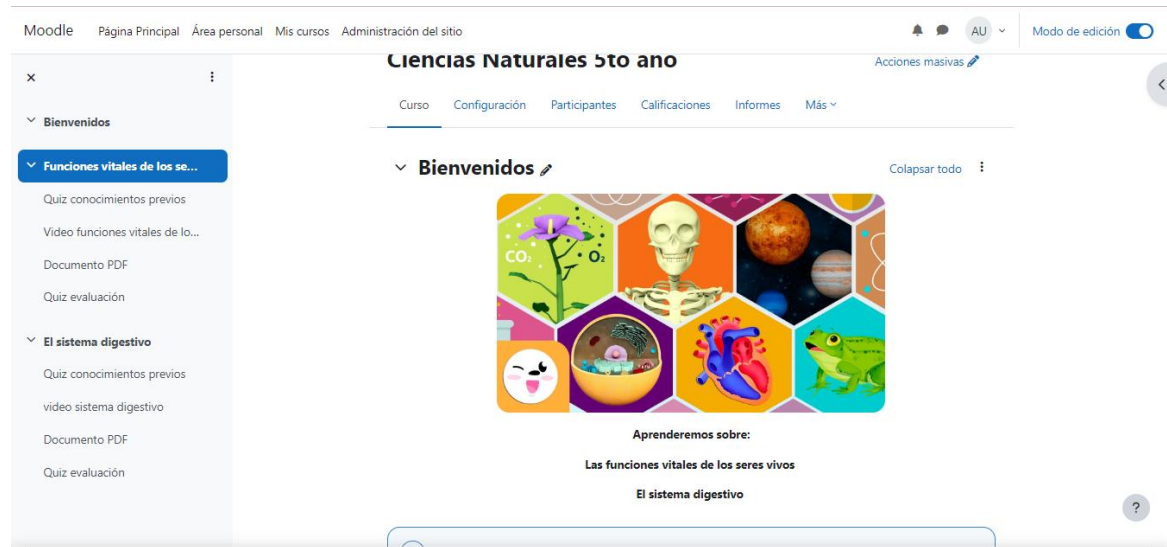 Moodle Página Principal Área personal Mis cursos Administración del sitio AU Modo de edición
Bienvenidos
Funciones vitales de los se...
Quiz conocimientos previos
Video funciones vitales de lo...
Documento PDF
Quiz evaluación
El sistema digestivo
Quiz conocimientos previos
video sistema digestivo
Documento PDF
Quiz evaluación
Ciencias Naturales 5to año
Acciones masivas
Curso Configuración Participantes Calificaciones Informes Más
Bienvenidos
Colapsar todo
CO₂ O₂
Aprenderemos sobre:
Las funciones vitales de los seres vivos
El sistema digestivo
?